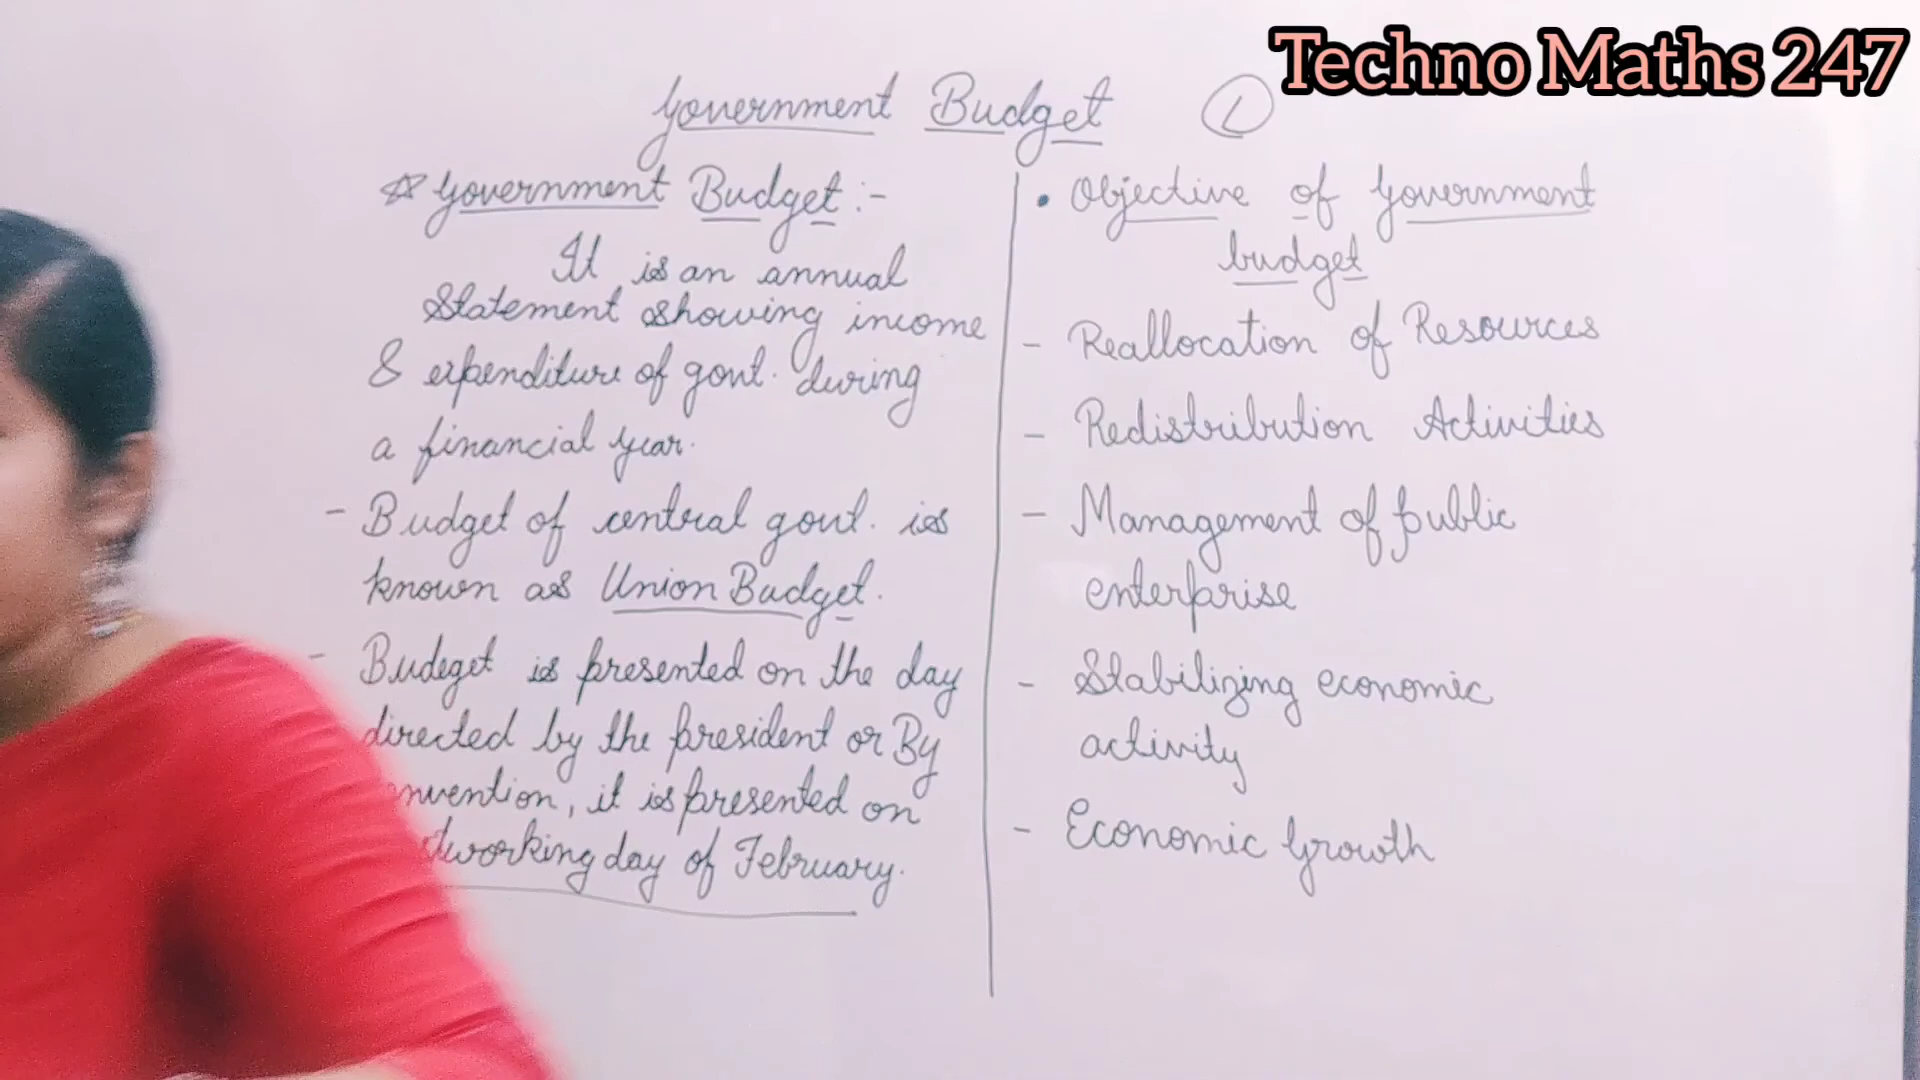 Techno Maths 247
Government Budget
1
☆ Government Budget :-
It is an annual
Statement showing income
& expenditure of govt. during
a financial year.
- Budget of central govt. is
known as Union Budget.
- Budeget is presented on the day
directed by the president or By
nvention, it is presented on
working day of February.
• Objective of Government
budget
- Reallocation of Resources
- Redistribution Activities
- Management of public
enterprise
- Stabilizing economic
activity
- Economic Growth